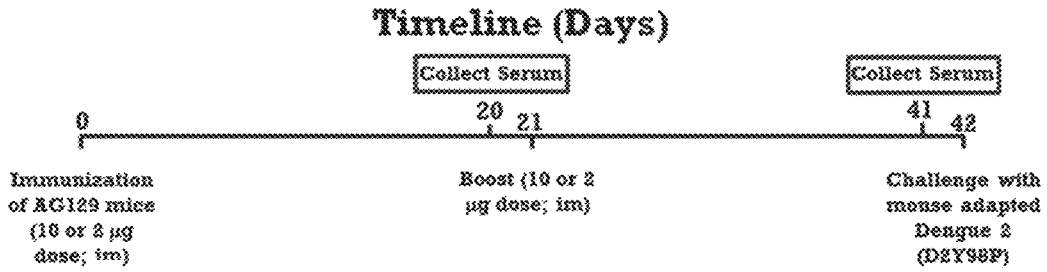 Timeline (Days)
Collect Serum
Collect Serum
0
20
21
41
42
Immunization
of AG129 mice
(10 or 2 µg
dose; im)
Boost (10 or 2
µg dose; im)
Challenge with
mouse adapted
Dengue 2
(D2Y98P)